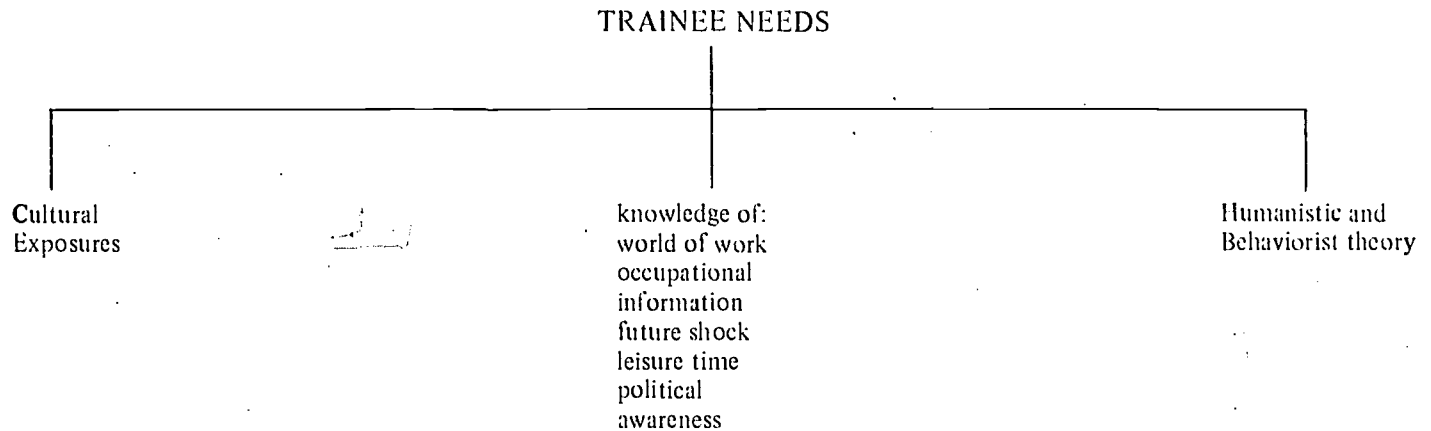 TRAINEE NEEDS
Cultural
Exposures
knowledge of:
world of work
occupational
information
future shock
leisure time
political
awareness
Humanistic and
Behaviorist theory